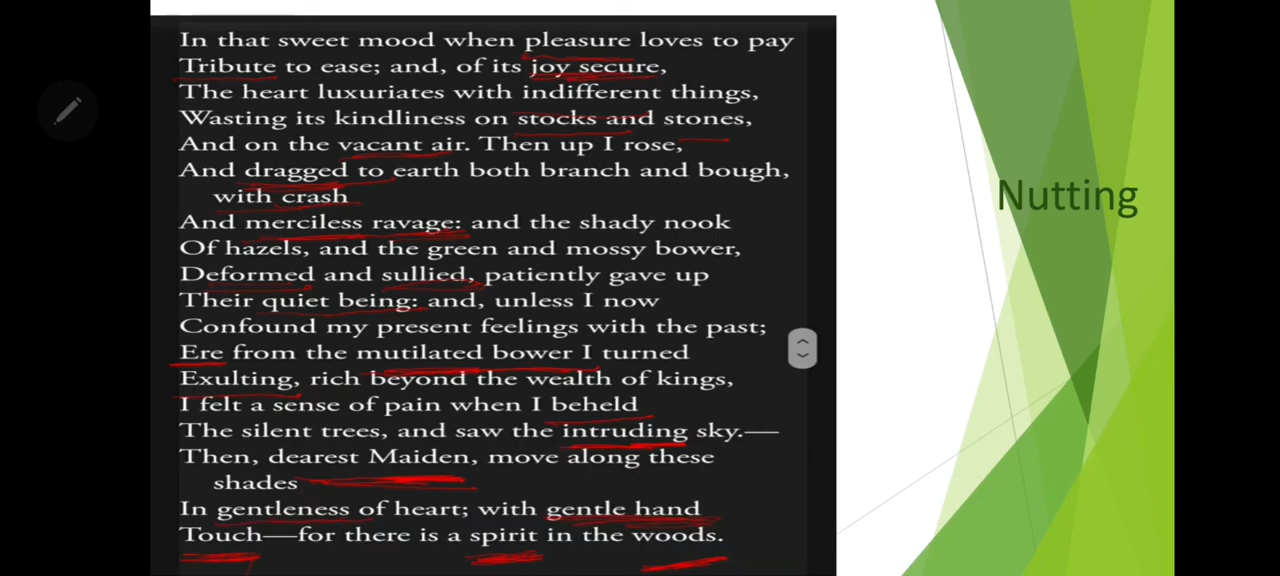 In that sweet mood when pleasure loves to pay
Tribute to ease; and, of its joy secure,
The heart luxuriates with indifferent things,
Wasting its kindliness on stocks and stones,
And on the vacant air. Then up I rose,
And dragged to earth both branch and bough,
with crash
And merciless ravage: and the shady nook
Of hazels, and the green and mossy bower,
Deformed and sullied, patiently gave up
Their quiet being: and, unless I now
Confound my present feelings with the past;
Ere from the mutilated bower I turned
Exulting, rich beyond the wealth of kings,
I felt a sense of pain when I beheld
The silent trees, and saw the intruding sky.—
Then, dearest Maiden, move along these
shades
In gentleness of heart; with gentle hand
Touch—for there is a spirit in the woods.
Nutting